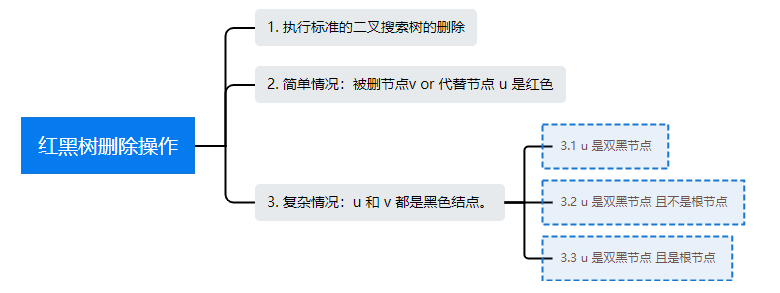 红黑树删除操作
1. 执行标准的二叉搜索树的删除
2. 简单情况：被删节点v or 代替节点 u 是红色
3. 复杂情况：u 和 v 都是黑色结点。
3.1 u 是双黑节点
3.2 u 是双黑节点 且不是根节点
3.3 u 是双黑节点 且是根节点